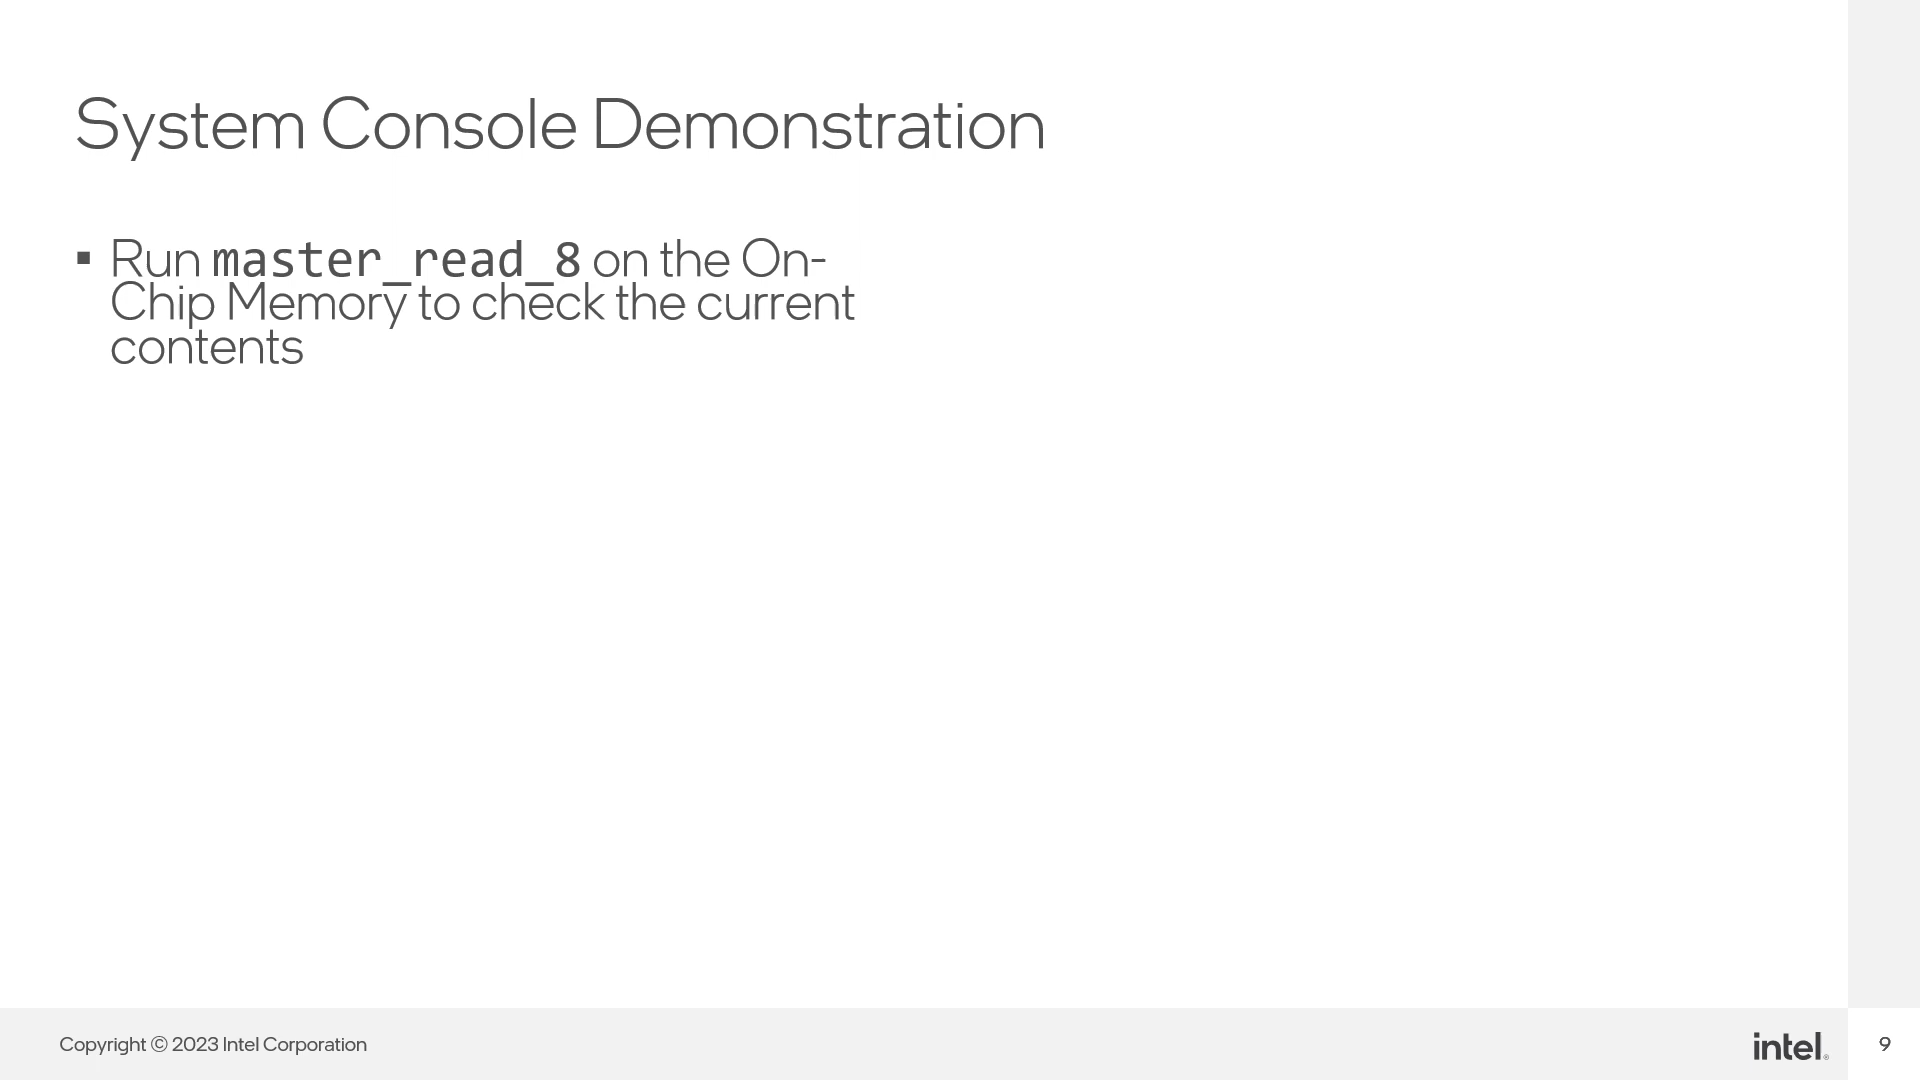 System Console Demonstration
▪ Run master_read_8 on the On-
Chip Memory to check the current
contents
Copyright © 2023 Intel Corporation
intel®
9